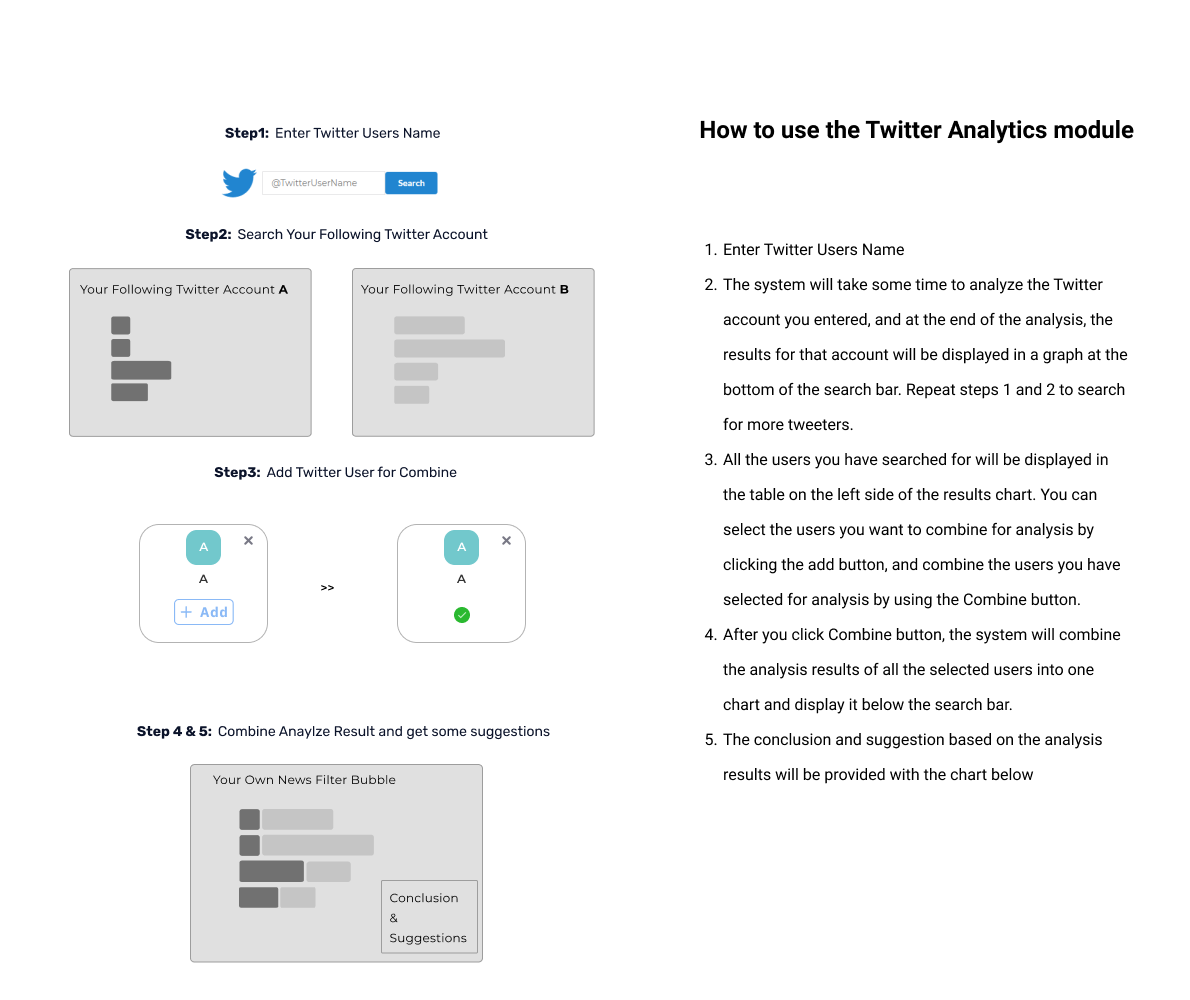 Step1: Enter Twitter Users Name
@TwitterUserName Search
Step2: Search Your Following Twitter Account
Your Following Twitter Account A
Your Following Twitter Account B
Step3: Add Twitter User for Combine
A ×
A
+ Add
>>
A ×
A
Step 4 & 5: Combine Anaylze Result and get some suggestions
Your Own News Filter Bubble
Conclusion
&
Suggestions
How to use the Twitter Analytics module
1. Enter Twitter Users Name
2. The system will take some time to analyze the Twitter
account you entered, and at the end of the analysis, the
results for that account will be displayed in a graph at the
bottom of the search bar. Repeat steps 1 and 2 to search
for more tweeters.
3. All the users you have searched for will be displayed in
the table on the left side of the results chart. You can
select the users you want to combine for analysis by
clicking the add button, and combine the users you have
selected for analysis by using the Combine button.
4. After you click Combine button, the system will combine
the analysis results of all the selected users into one
chart and display it below the search bar.
5. The conclusion and suggestion based on the analysis
results will be provided with the chart below